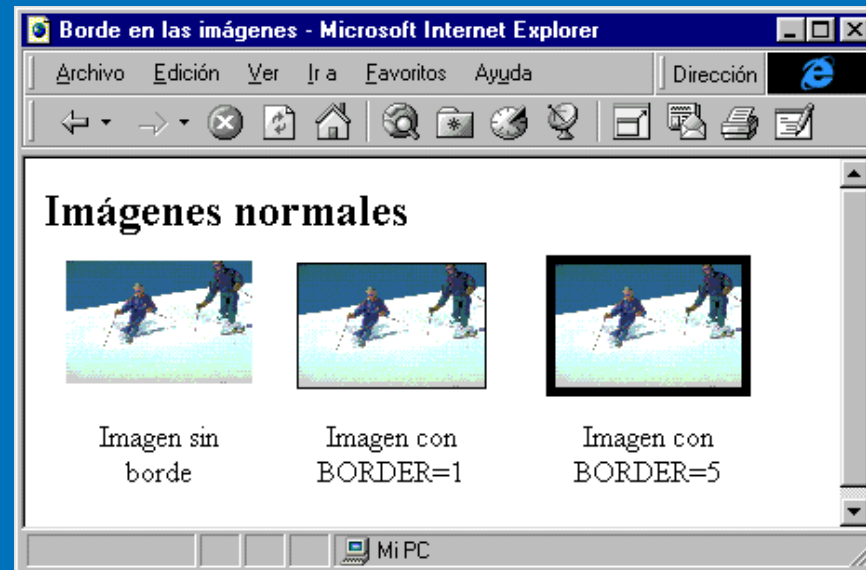 Borde en las imágenes - Microsoft Internet Explorer
Archivo Edición Ver Ir a Favoritos Ayuda Dirección
Imágenes normales
Imagen sin
borde
Imagen con
BORDER=1
Imagen con
BORDER=5
Mi PC